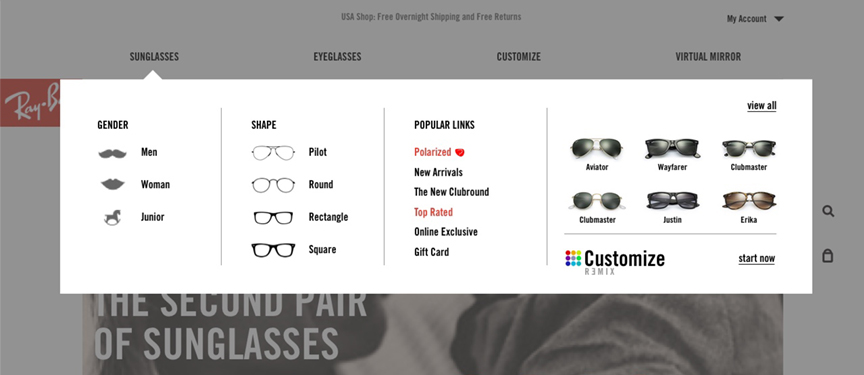 USA Shop: Free Overnight Shipping and Free Returns
My Account
SUNGLASSES
EYEGLASSES
CUSTOMIZE
VIRTUAL MIRROR
Ray-B
GENDER
Men
Woman
Junior
SHAPE
Pilot
Round
Rectangle
Square
POPULAR LINKS
Polarized
New Arrivals
The New Clubround
Top Rated
Online Exclusive
Gift Card
view all
Aviator
Wayfarer
Clubmaster
Clubmaster
Justin
Erika
Customize
REMIX
start now
THE SECOND PAIR
OF SUNGLASSES